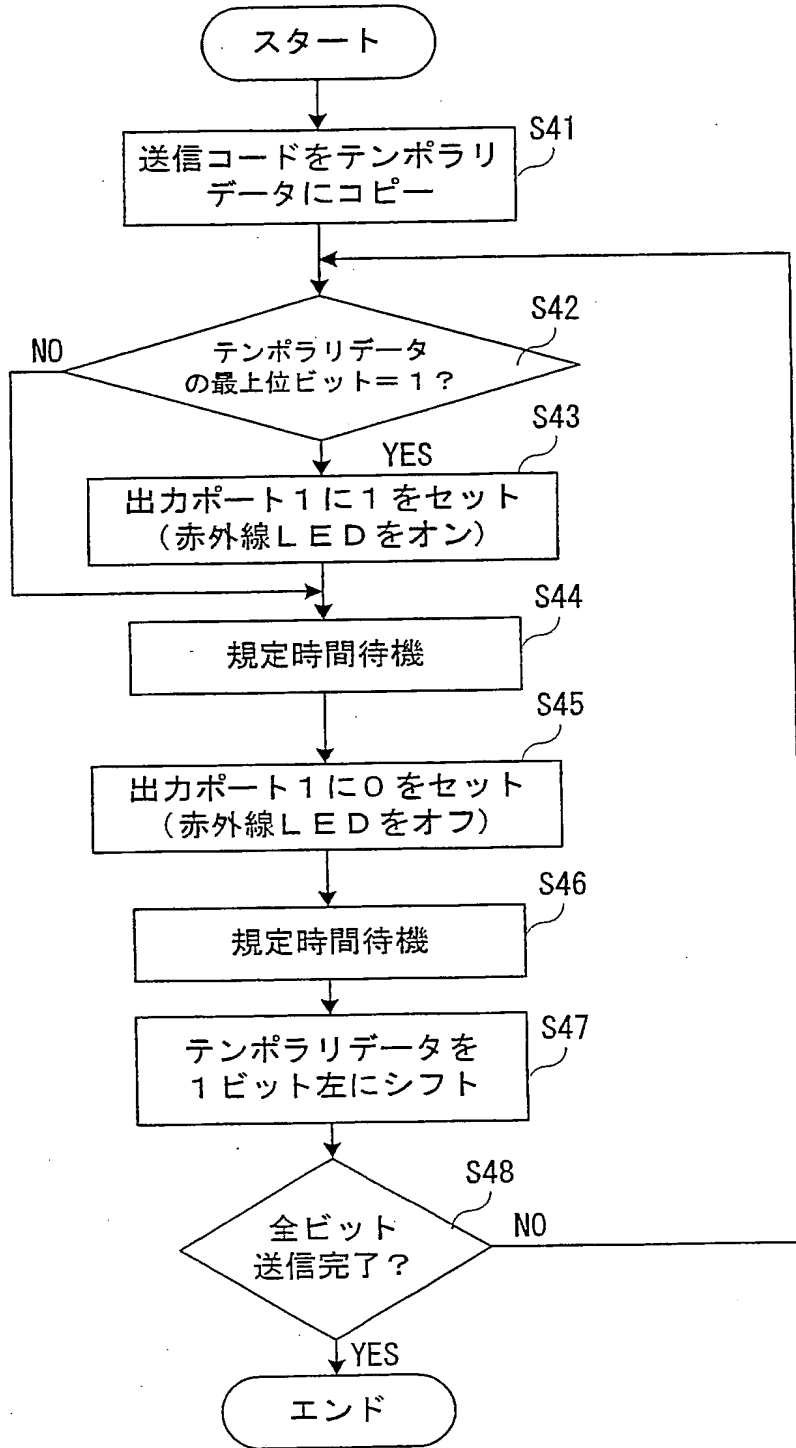 スタート
S41
送信コードをテンポラリ
データにコピー
S42
NO
テンポラリデータ
の最上位ビット＝１？
S43
YES
出力ポート１に１をセット
（赤外線ＬＥＤをオン）
S44
規定時間待機
S45
出力ポート１に０をセット
（赤外線ＬＥＤをオフ）
S46
規定時間待機
S47
テンポラリデータを
１ビット左にシフト
S48
全ビット
送信完了？
NO
YES
エンド